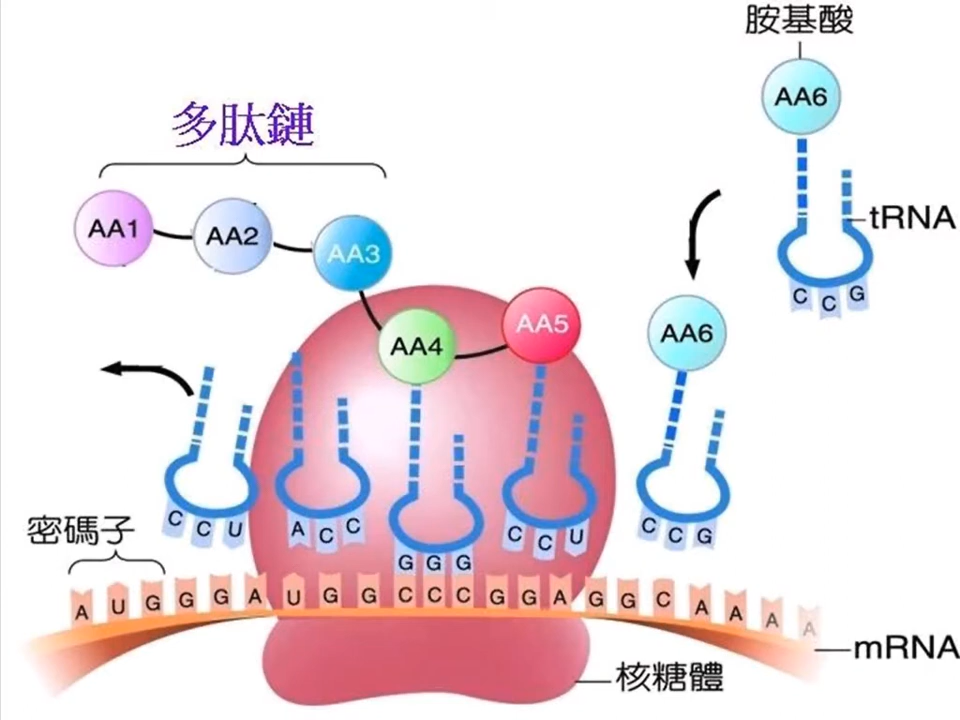 胺基酸
AA6
多肽鏈
AA1
AA2
AA3
tRNA
C C G
AA4
AA5
AA6
密碼子
C C U
A C C
G G G
C C U
C C G
A U G G G A U G G C C C G G A G G C A A A A
mRNA
核糖體